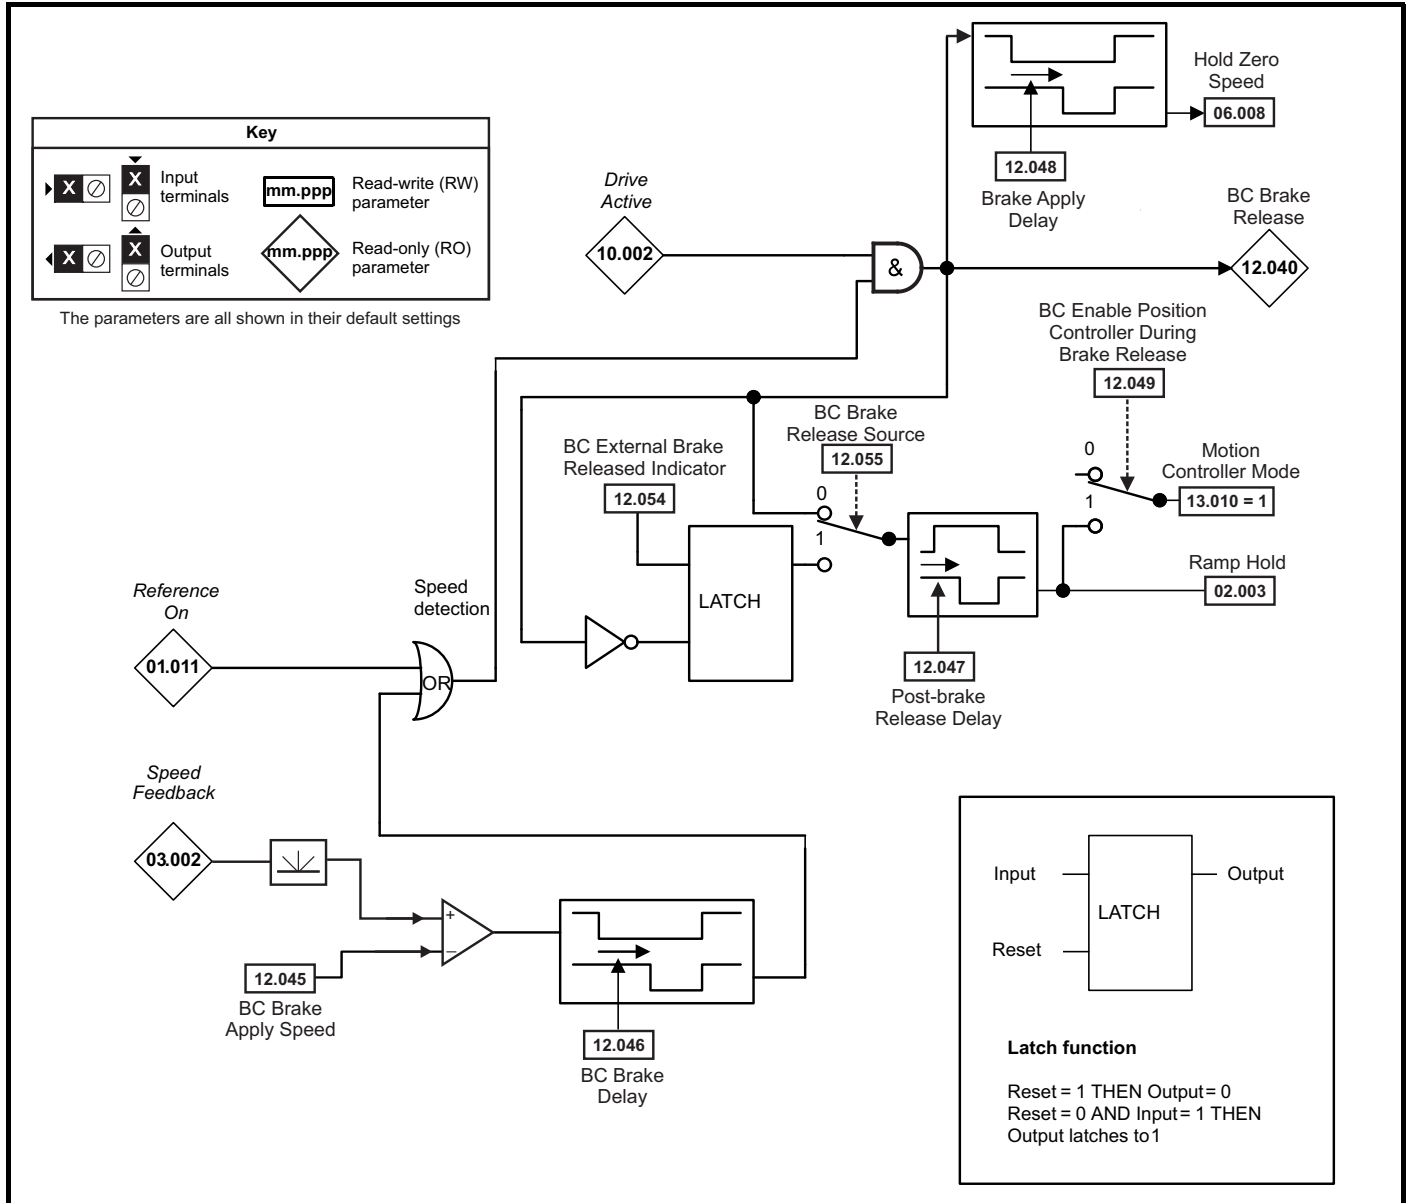 Key
X
X
Input
terminals
mm.ppp
Read-write (RW)
parameter
X
X
Output
terminals
mm.ppp
Read-only (RO)
parameter
The parameters are all shown in their default settings
Hold Zero
Speed
06.008
12.048
Brake Apply
Delay
Drive
Active
10.002
&
BC Brake
Release
12.040
BC Enable Position
Controller During
Brake Release
12.049
BC Brake
Release Source
12.055
BC External Brake
Released Indicator
12.054
0
1
0
1
Motion
Controller Mode
13.010 = 1
LATCH
Ramp Hold
02.003
12.047
Post-brake
Release Delay
Reference
On
01.011
Speed
detection
OR
Speed
Feedback
03.002
+
–
12.045
BC Brake
Apply Speed
12.046
BC Brake
Delay
Input
Output
LATCH
Reset
Latch function
Reset = 1 THEN Output = 0
Reset = 0 AND Input = 1 THEN
Output latches to 1